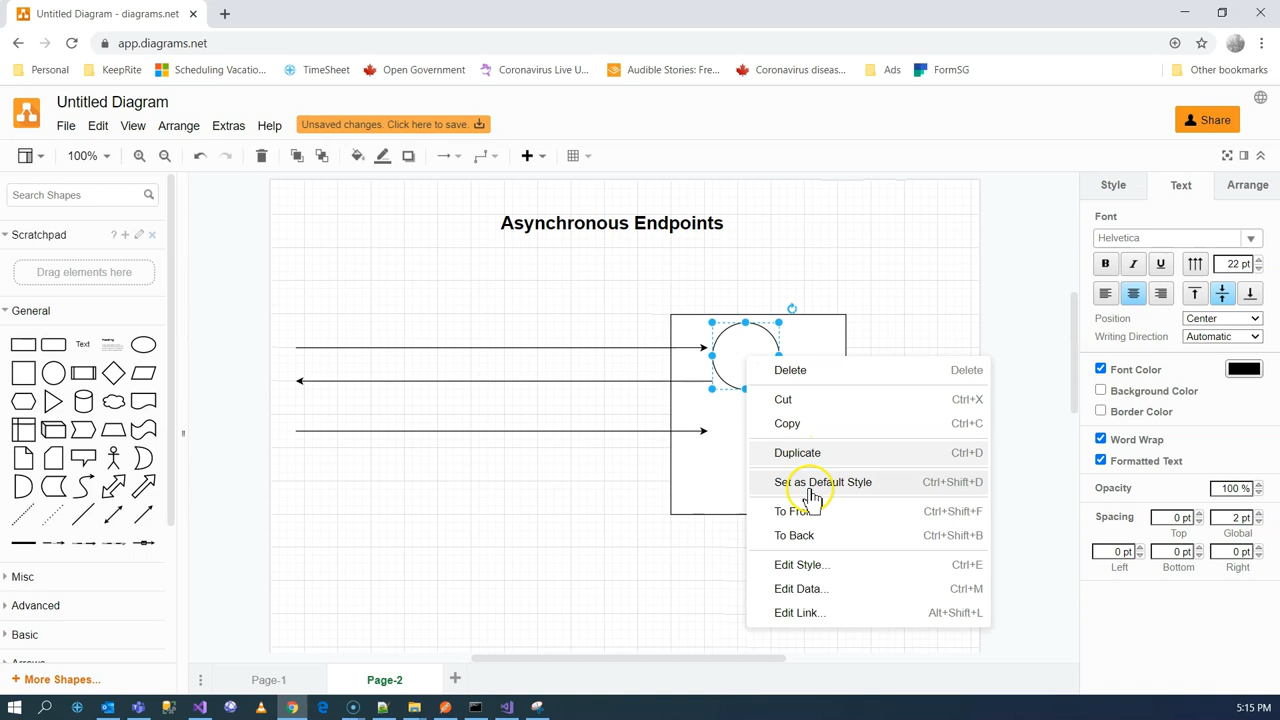 Untitled Diagram - diagrams.net
app.diagrams.net
Personal KeepRite Scheduling Vacatio... TimeSheet Open Government Coronavirus Live U... Audible Stories: Fre... Coronavirus diseas... Ads FormSG Other bookmarks
Untitled Diagram
File Edit View Arrange Extras Help Unsaved changes. Click here to save. Share
100%
Search Shapes Style Text Arrange
Scratchpad ?
Drag elements here
General
Text
Heading
Misc
Advanced
Basic
Arrows
+ More Shapes...
Asynchronous Endpoints
Delete Delete
Cut Ctrl+X
Copy Ctrl+C
Duplicate Ctrl+D
Set as Default Style Ctrl+Shift+D
To Front Ctrl+Shift+F
To Back Ctrl+Shift+B
Edit Style... Ctrl+E
Edit Data... Ctrl+M
Edit Link... Alt+Shift+L
Font
Helvetica
B I U 22 pt
Position Center
Writing Direction Automatic
Font Color
Background Color
Border Color
Word Wrap
Formatted Text
Opacity 100 %
Spacing 0 pt 2 pt
Top Global
0 pt 0 pt 0 pt
Left Bottom Right
Page-1 Page-2
5:15 PM